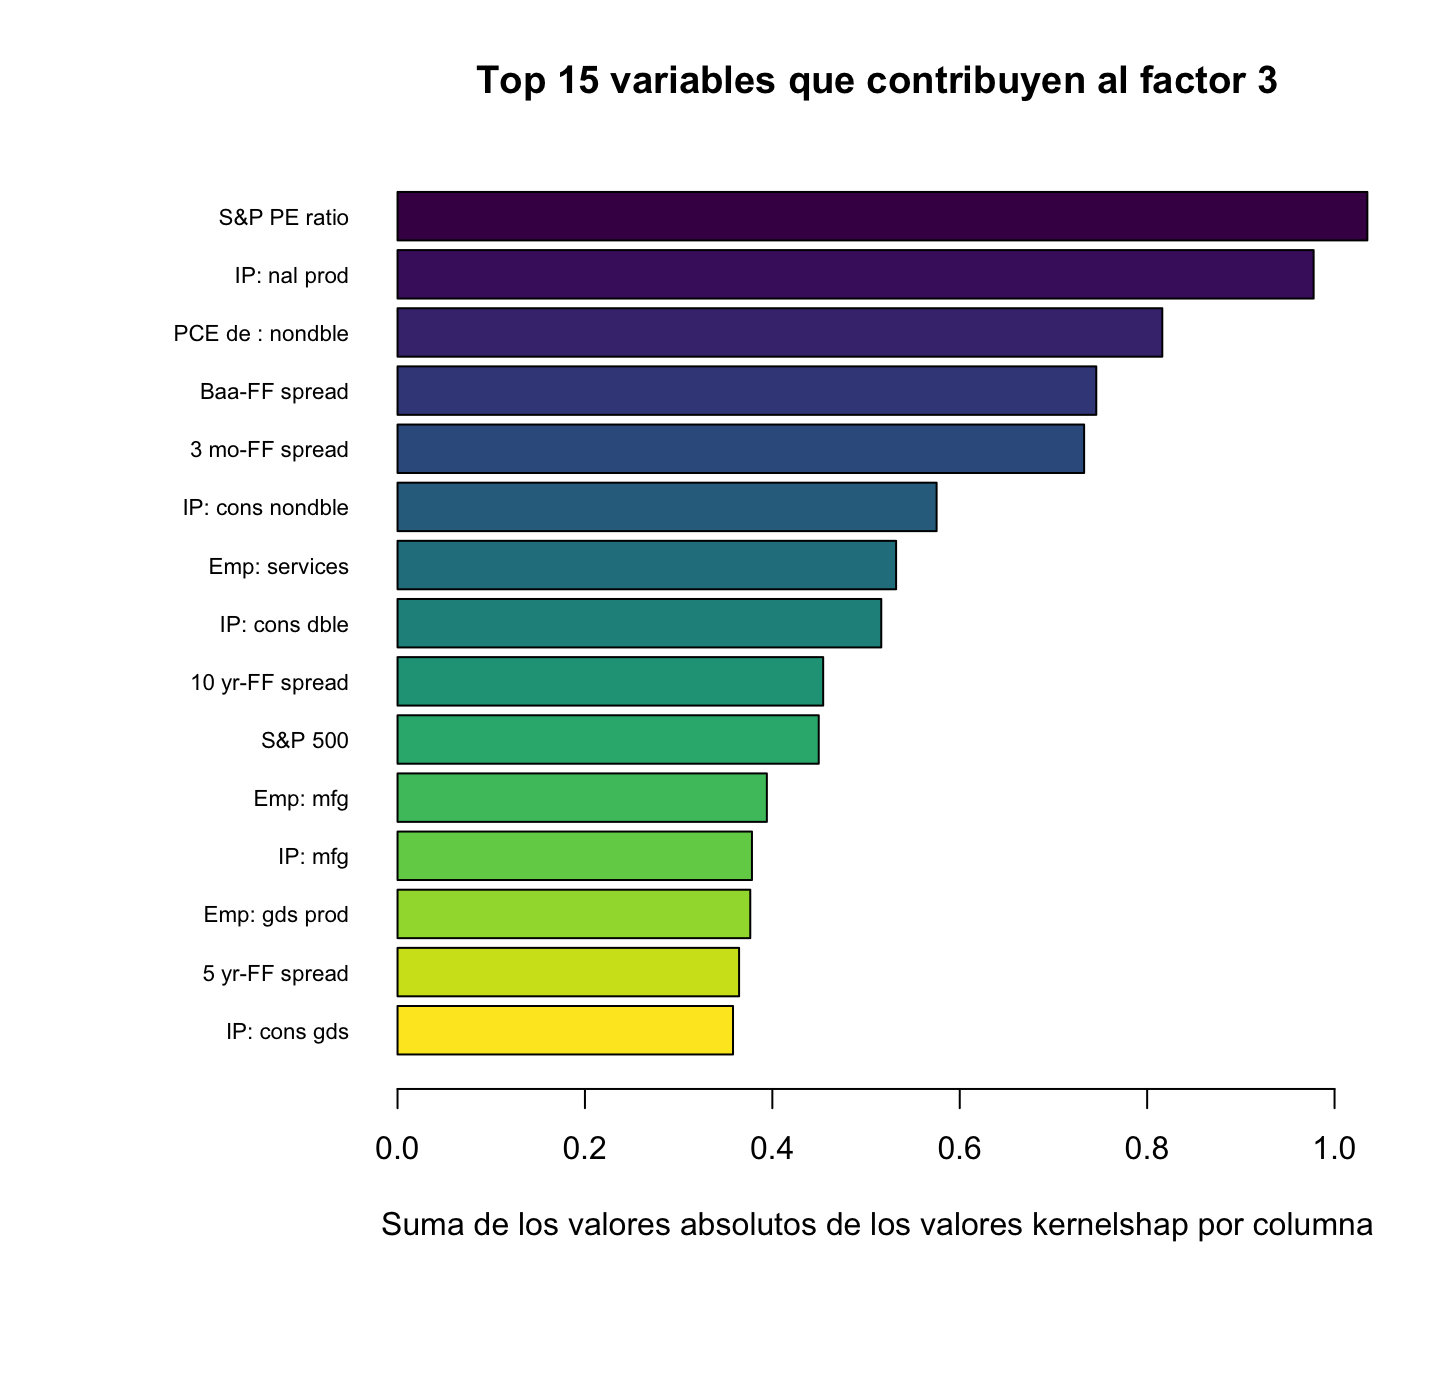 Top 15 variables que contribuyen al factor 3
S&P PE ratio
IP: nal prod
PCE de : nondble
Baa-FF spread
3 mo-FF spread
IP: cons nondble
Emp: services
IP: cons dble
10 yr-FF spread
S&P 500
Emp: mfg
IP: mfg
Emp: gds prod
5 yr-FF spread
IP: cons gds
0.0 0.2 0.4 0.6 0.8 1.0
Suma de los valores absolutos de los valores kernelshap por columna